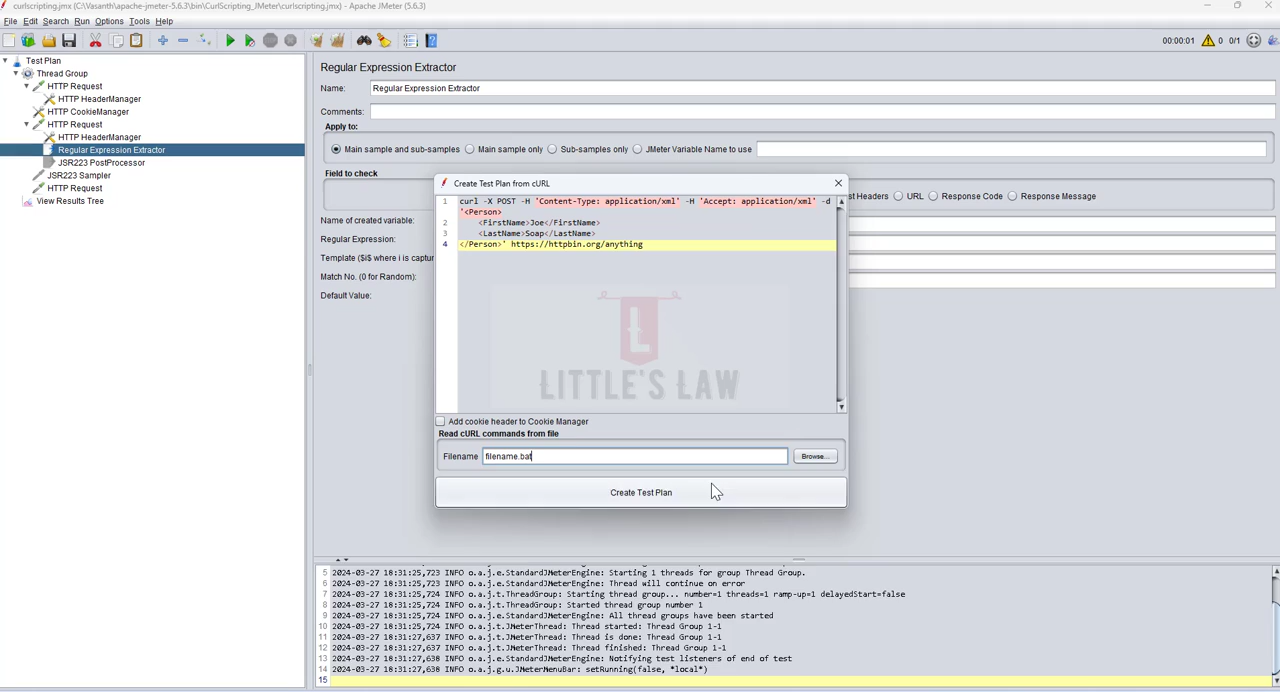 curlscripting.jmx (C:\Vasanth\apache-jmeter-5.6.3\bin\CurlScripting_JMeter\curlscripting.jmx) - Apache JMeter (5.6.3)
File Edit Search Run Options Tools Help
00:00:01 0 0/1
Test Plan
Thread Group
HTTP Request
HTTP HeaderManager
HTTP CookieManager
HTTP Request
HTTP HeaderManager
Regular Expression Extractor
JSR223 PostProcessor
JSR223 Sampler
HTTP Request
View Results Tree
Regular Expression Extractor
Name: Regular Expression Extractor
Comments:
Apply to:
Main sample and sub-samples Main sample only Sub-samples only JMeter Variable Name to use
Field to check
st Headers URL Response Code Response Message
Name of created variable:
Regular Expression:
Template ($i$ where i is captur
Match No. (0 for Random):
Default Value:
Create Test Plan from cURL
1 curl -X POST -H 'Content-Type: application/xml' -H 'Accept: application/xml' -d
'<Person>
2 <FirstName>Joe</FirstName>
3 <LastName>Soap</LastName>
4 </Person>' https://httpbin.org/anything
L
LITTLE'S LAW
Add cookie header to Cookie Manager
Read cURL commands from file
Filename filename.bat Browse...
Create Test Plan
5 2024-03-27 18:31:25,723 INFO o.a.j.e.StandardJMeterEngine: Starting 1 threads for group Thread Group.
6 2024-03-27 18:31:25,723 INFO o.a.j.e.StandardJMeterEngine: Thread will continue on error
7 2024-03-27 18:31:25,724 INFO o.a.j.t.ThreadGroup: Starting thread group... number=1 threads=1 ramp-up=1 delayedStart=false
8 2024-03-27 18:31:25,724 INFO o.a.j.t.ThreadGroup: Started thread group number 1
9 2024-03-27 18:31:25,724 INFO o.a.j.e.StandardJMeterEngine: All thread groups have been started
10 2024-03-27 18:31:25,724 INFO o.a.j.t.JMeterThread: Thread started: Thread Group 1-1
11 2024-03-27 18:31:27,637 INFO o.a.j.t.JMeterThread: Thread is done: Thread Group 1-1
12 2024-03-27 18:31:27,638 INFO o.a.j.t.JMeterThread: Thread finished: Thread Group 1-1
13 2024-03-27 18:31:27,638 INFO o.a.j.e.StandardJMeterEngine: Notifying test listeners of end of test
14 2024-03-27 18:31:27,638 INFO o.a.j.g.u.JMeterMenuBar: setRunning(false, *local*)
15